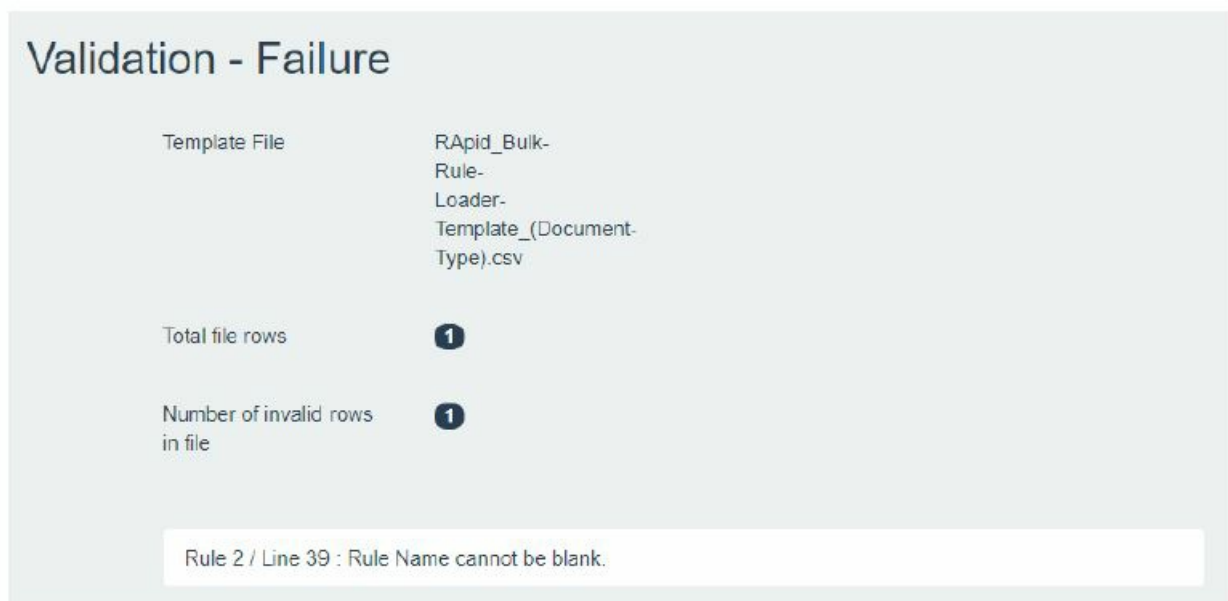 Validation - Failure
Template File
RApid_Bulk-
Rule-
Loader-
Template_(Document-
Type).csv
Total file rows
1
Number of invalid rows
in file
1
Rule 2 / Line 39 : Rule Name cannot be blank.